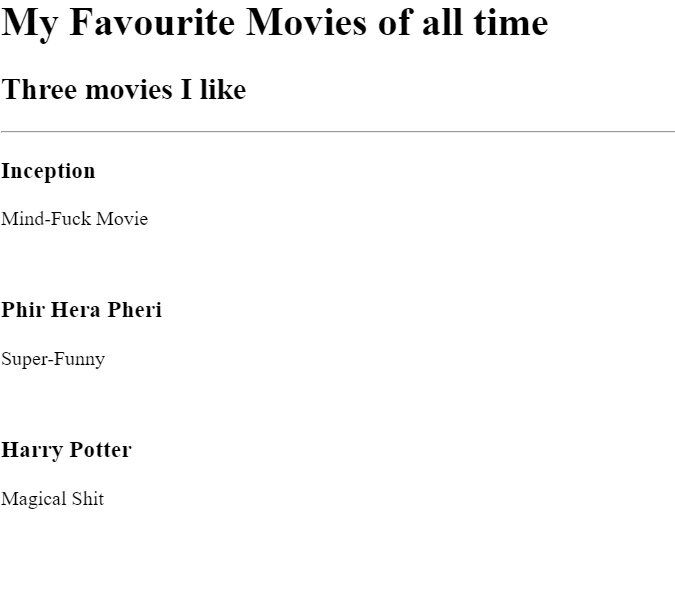 My Favourite Movies of all time
Three movies I like
Inception
Mind-Fuck Movie
Phir Hera Pheri
Super-Funny
Harry Potter
Magical Shit